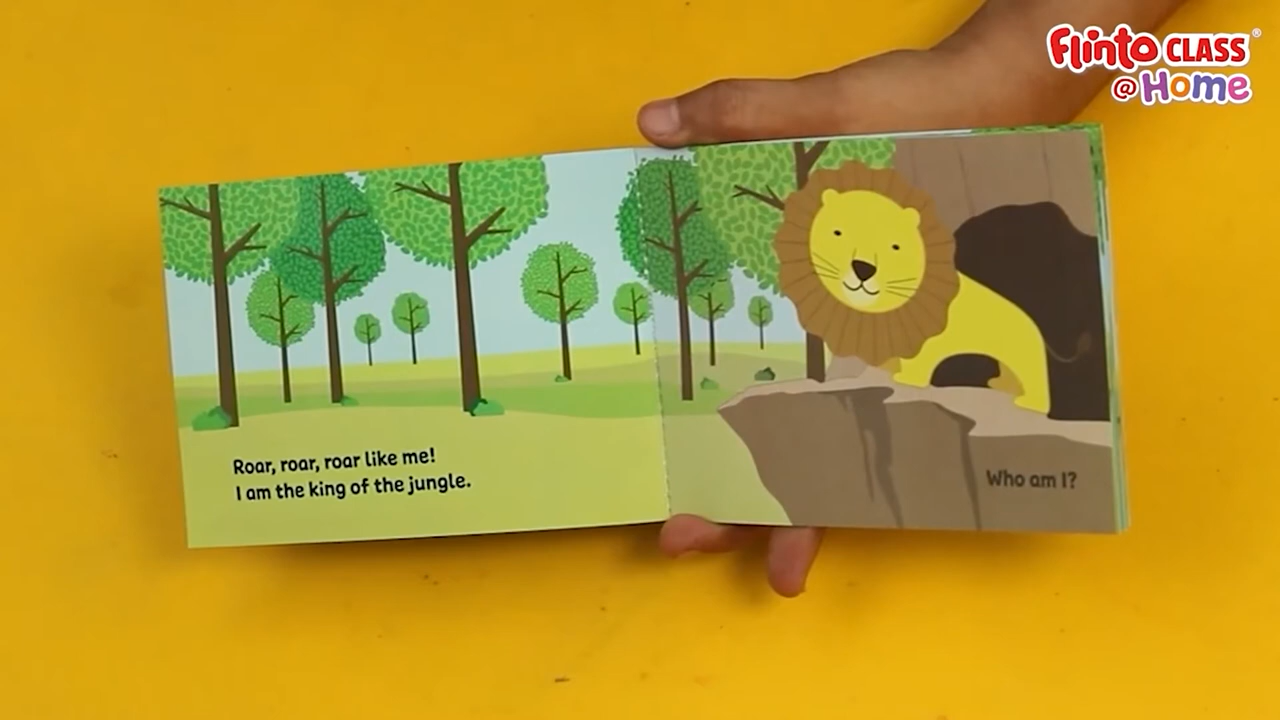 Flinto CLASS®
@Home
Roar, roar, roar like me!
I am the king of the jungle.
Who am I?